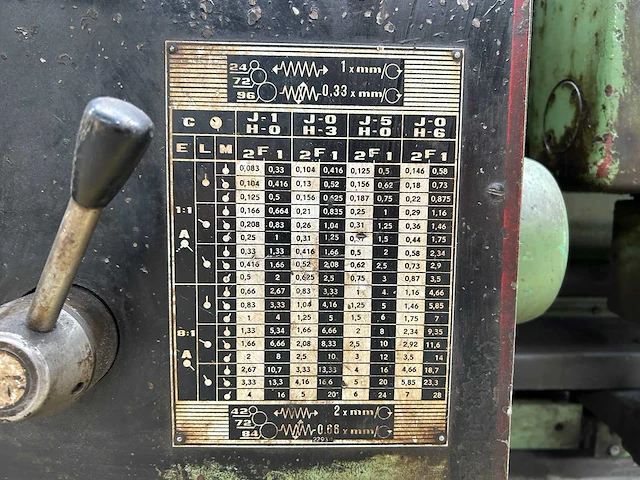 24
72
96
1 x mm/
0,33 x mm/
C J-1 J-0 J-5 J-0
H-0 H-3 H-0 H-6
E L M 2 F 1 2 F 1 2 F 1 2 F 1
0,083 0,33 0,104 0,416 0,125 0,5 0,146 0,58
0,104 0,416 0,13 0,52 0,156 0,62 0,18 0,73
0,125 0,5 0,156 0,625 0,187 0,75 0,22 0,875
1:1 0,166 0,664 0,21 0,835 0,25 1 0,29 1,16
A 0,208 0,83 0,26 1,04 0,31 1,25 0,36 1,46
0,25 1 0,31 1,25 1,5 0,44 1,75
0,33 1,33 0,416 1,66 0,5 2 0,58 2,34
0,416 1,66 0,52 2,08 0,62 2,5 0,73 2,9
0,5 2 0,625 2,5 0,75 3 0,87 3,5
0,66 2,67 0,83 3,33 1 4 1,16 4,66
0,83 3,33 1,04 4,16 1,25 5 1,46 5,85
1 4 1,25 5 1,5 6 1,75 7
8:1 1,33 5,34 1,66 6,66 2 8 2,34 9,35
A 1,66 6,66 2,08 8,33 2,5 10 2,92 11,6
2 8 2,5 10 3 12 3,5 14
2,67 10,7 3,33 13,33 4 16 4,66 18,7
3,33 13,3 4,16 16,6 5 20 5,85 23,3
4 16 5 20 6 24 7 28
42
72
84
2 x mm/
0,66 x mm/